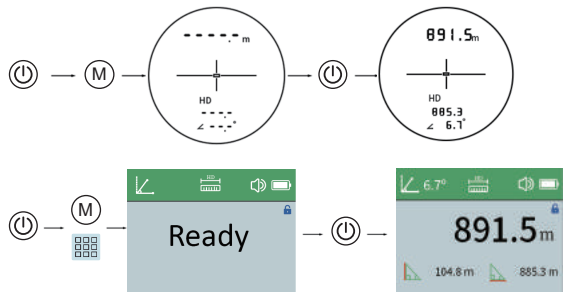 M
-----.- m
HD
---.-
∠ --.-°
891.5m
HD
885.3
∠ 6.7°
M
Ready
6.7°
891.5m
104.8 m
885.3 m